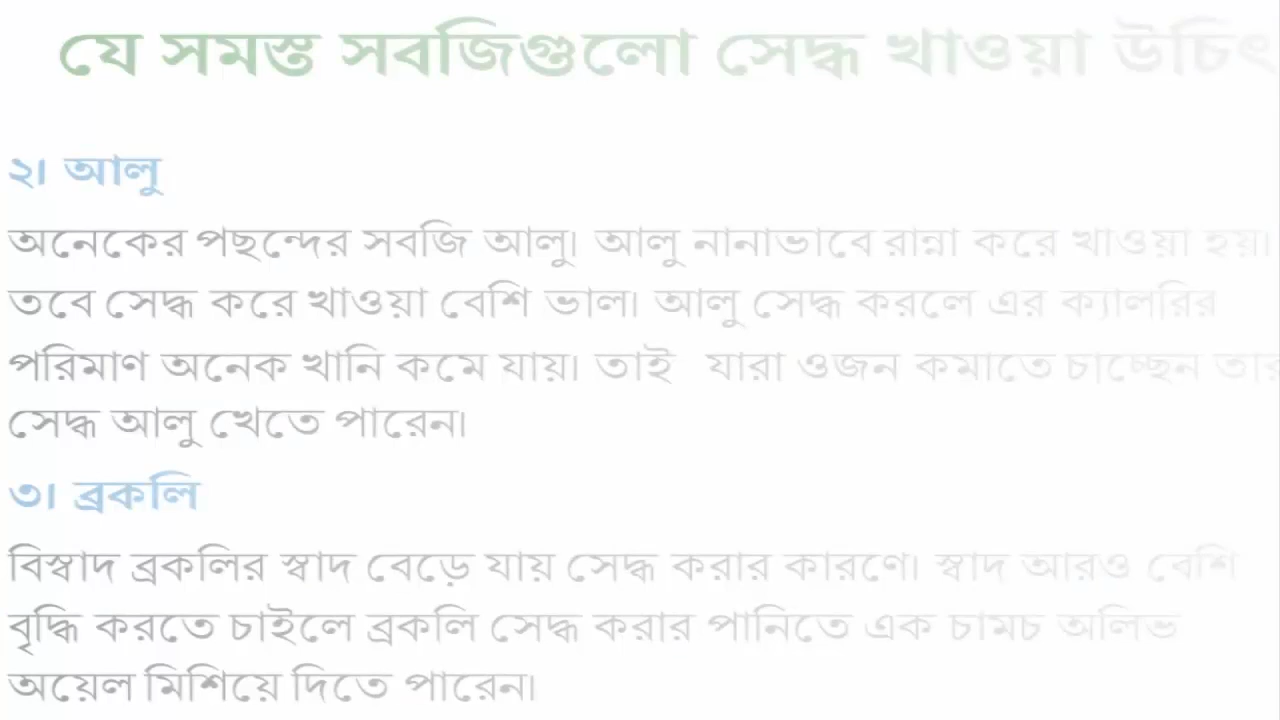 যে সমস্ত সবজিগুলো সেদ্ধ খাওয়া উচিৎ
২। আলু
অনেকের পছন্দের সবজি আলু। আলু নানাভাবে রান্না করে খাওয়া হয়।
তবে সেদ্ধ করে খাওয়া বেশি ভাল। আলু সেদ্ধ করলে এর ক্যালরির
পরিমাণ অনেক খানি কমে যায়। তাই যারা ওজন কমাতে চাচ্ছেন
সেদ্ধ আলু খেতে পারেন।
৩। ব্রকলি
বিস্বাদ ব্রকলির স্বাদ বেড়ে যায় সেদ্ধ করার কারণে। স্বাদ আরও বেশি
বৃদ্ধি করতে চাইলে ব্রকলি সেদ্ধ করার পানিতে এক চামচ অলিভ
অয়েল মিশিয়ে দিতে পারেন।